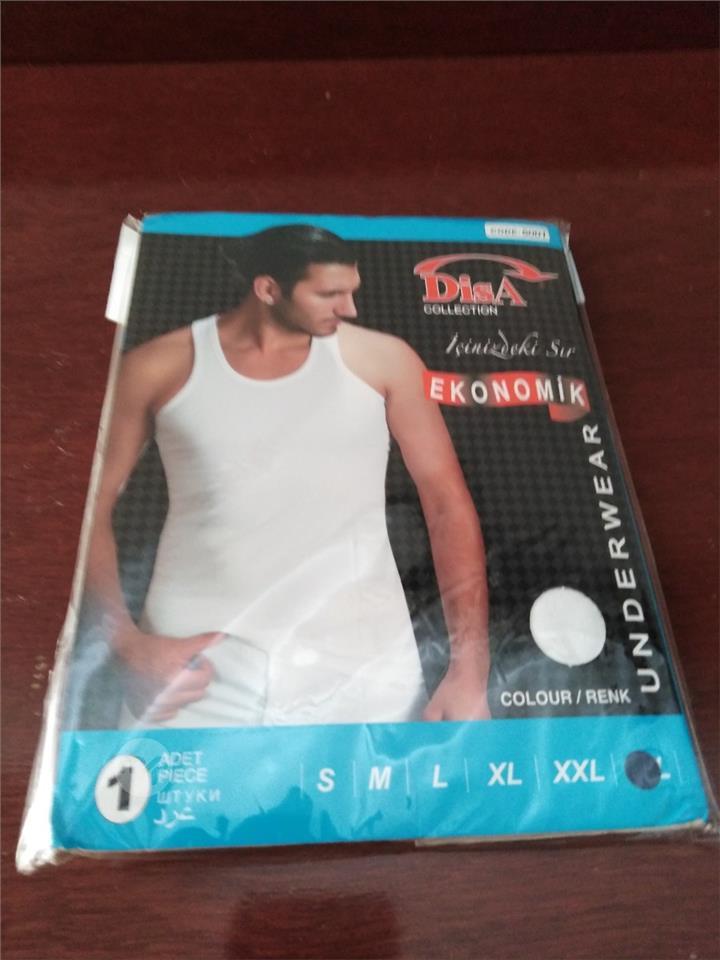 DisA
COLLECTION
İçinizdeki Sır
EKONOMİK
UNDERWEAR
COLOUR / RENK
1
ADET
PIECE
ШТУКИ
S M L XL XXL